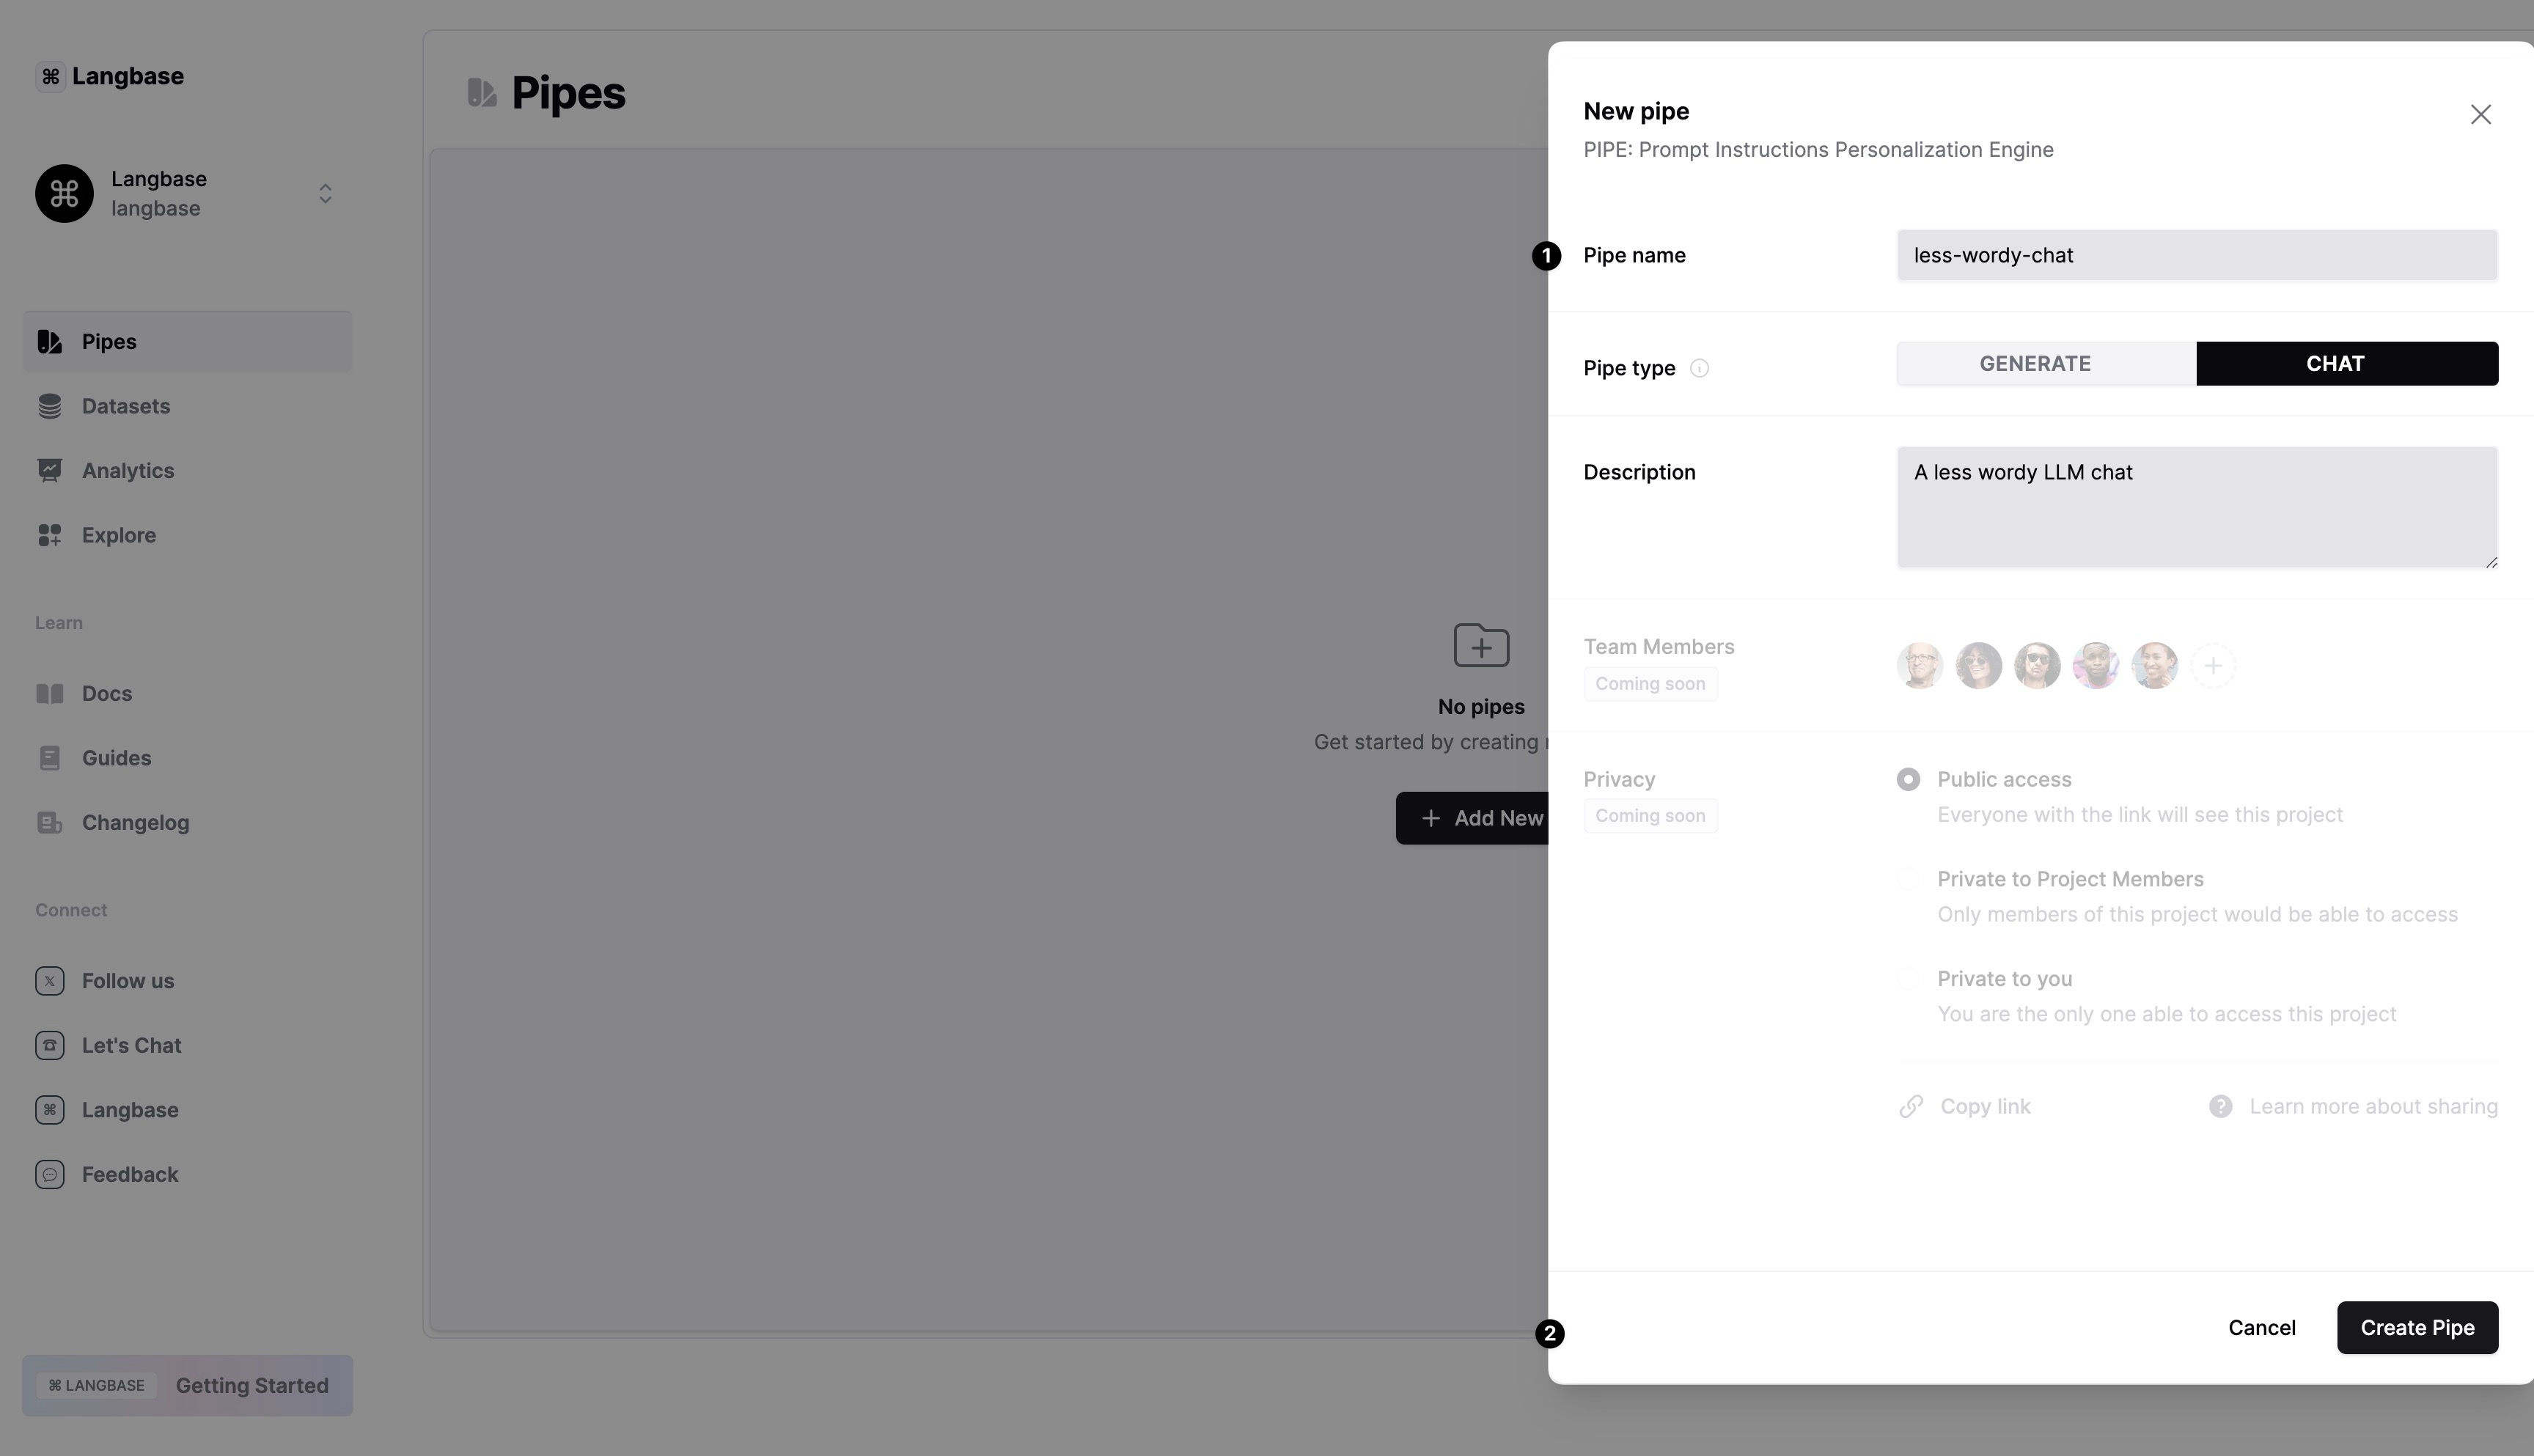 ⌘ Langbase
Langbase
langbase
Pipes
Datasets
Analytics
Explore
Learn
Docs
Guides
Changelog
Connect
Follow us
Let's Chat
Langbase
Feedback
⌘ LANGBASE Getting Started
Pipes
No pipes
Get started by creating
Add New
New pipe
PIPE: Prompt Instructions Personalization Engine
1 Pipe name less-wordy-chat
Pipe type GENERATE CHAT
Description A less wordy LLM chat
Team Members
Coming soon
Privacy
Coming soon
Public access
Everyone with the link will see this project
Private to Project Members
Only members of this project would be able to access
Private to you
You are the only one able to access this project
Copy link ? Learn more about sharing
2 Cancel Create Pipe